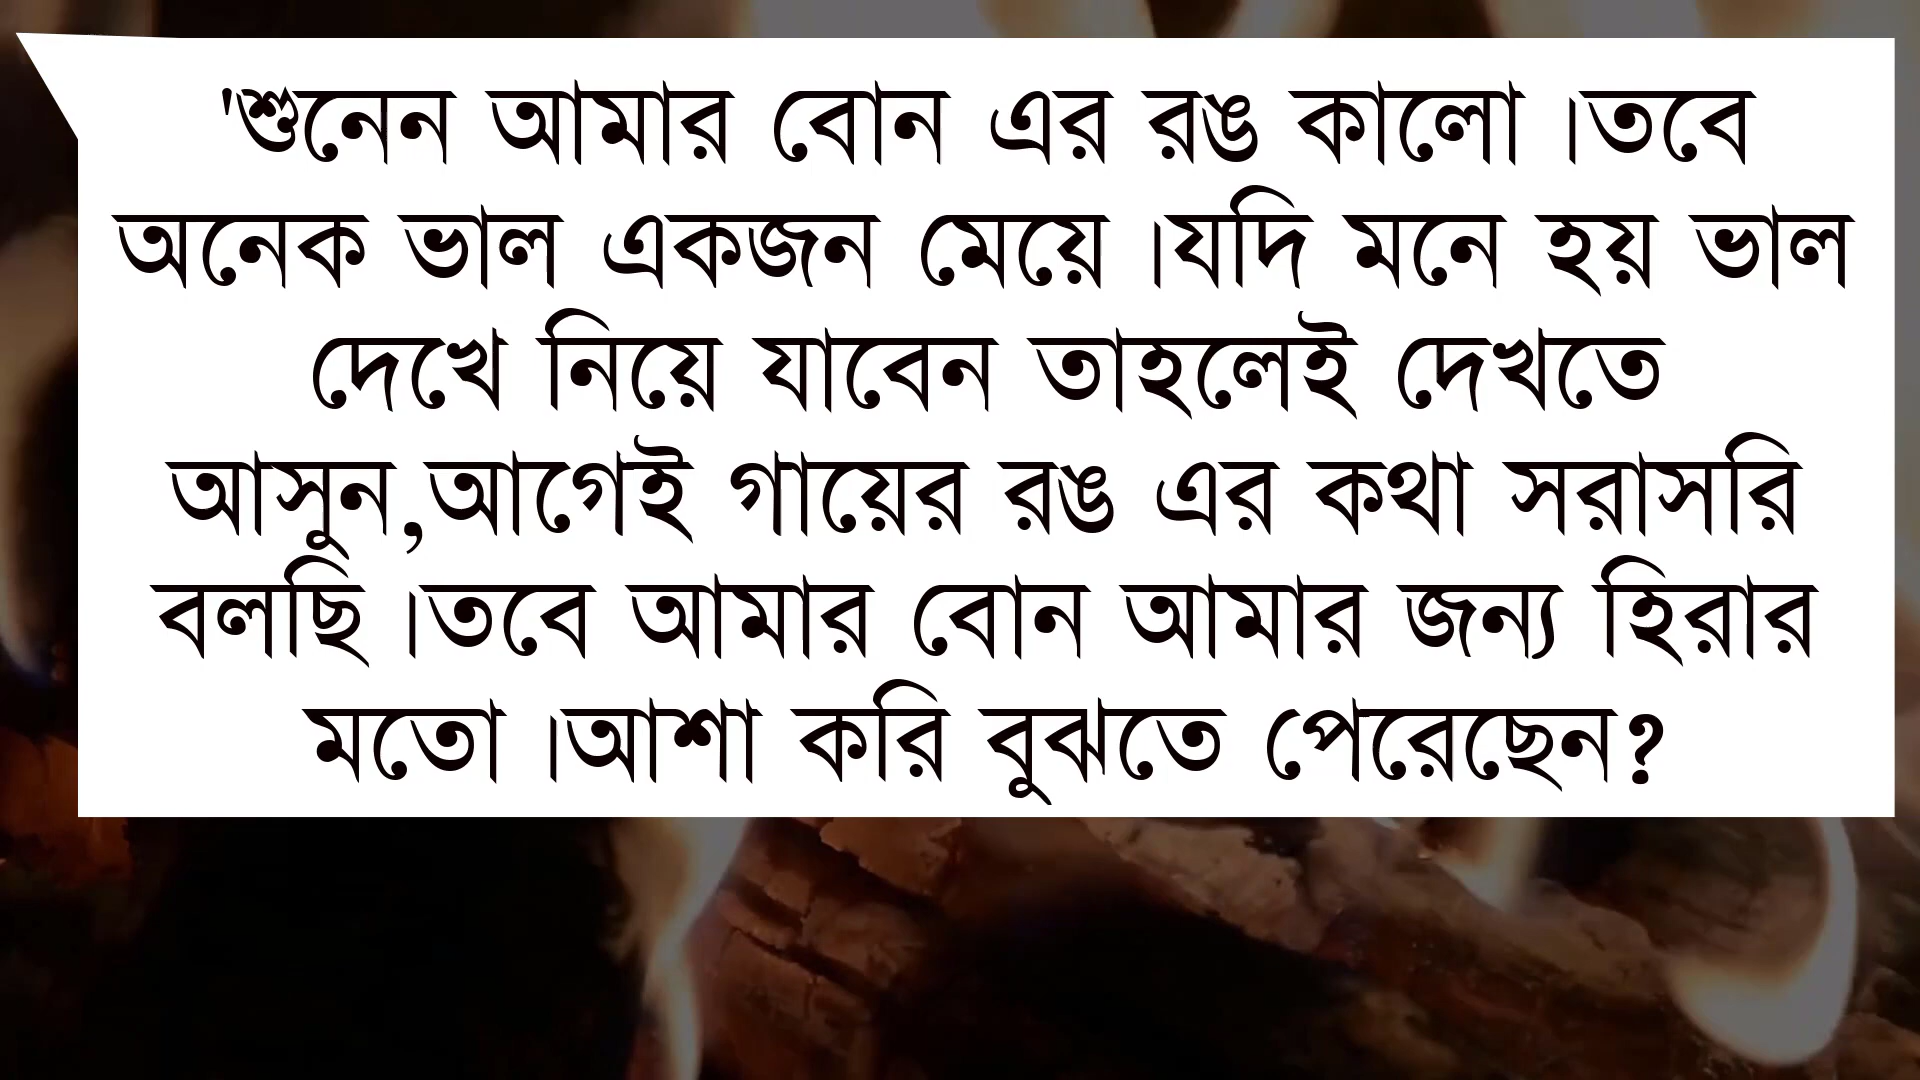 'শুনেন আমার বোন এর রঙ কালো ।তবে
অনেক ভাল একজন মেয়ে ।যদি মনে হয় ভাল
দেখে নিয়ে যাবেন তাহলেই দেখতে
আসুন,আগেই গায়ের রঙ এর কথা সরাসরি
বলছি ।তবে আমার বোন আমার জন্য হিরার
মতো ।আশা করি বুঝতে পেরেছেন?